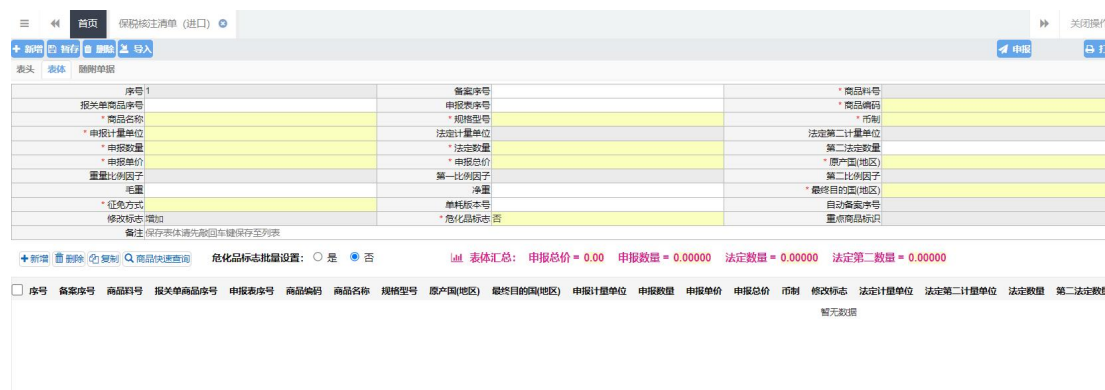 首页 保税核注清单 (进口) 关闭操作
新增 暂存 删除 导入 申报
表头 表体 随附单据
序号 1 备案序号 * 商品料号
报关单商品序号 申报表序号 * 商品编码
* 商品名称 * 规格型号 * 币制
* 申报计量单位 法定计量单位 法定第二计量单位
* 申报数量 * 法定数量 第二法定数量
* 申报单价 * 申报总价 * 原产国(地区)
重量比例因子 第一比例因子 第二比例因子
毛重 净重 * 最终目的国(地区)
* 征免方式 单耗版本号 自动备案序号
修改标志 增加 * 危化品标志 否 重点商品标识
备注 保存表体请先敲回车键保存至列表
新增 删除 复制 商品快速查询 危化品标志批量设置: 是 否 表体汇总: 申报总价 = 0.00 申报数量 = 0.00000 法定数量 = 0.00000 法定第二数量 = 0.00000
序号 备案序号 商品料号 报关单商品序号 申报表序号 商品编码 商品名称 规格型号 原产国(地区) 最终目的国(地区) 申报计量单位 申报数量 申报单价 申报总价 币制 修改标志 法定计量单位 法定第二计量单位 法定数量 第二法定数
暂无数据